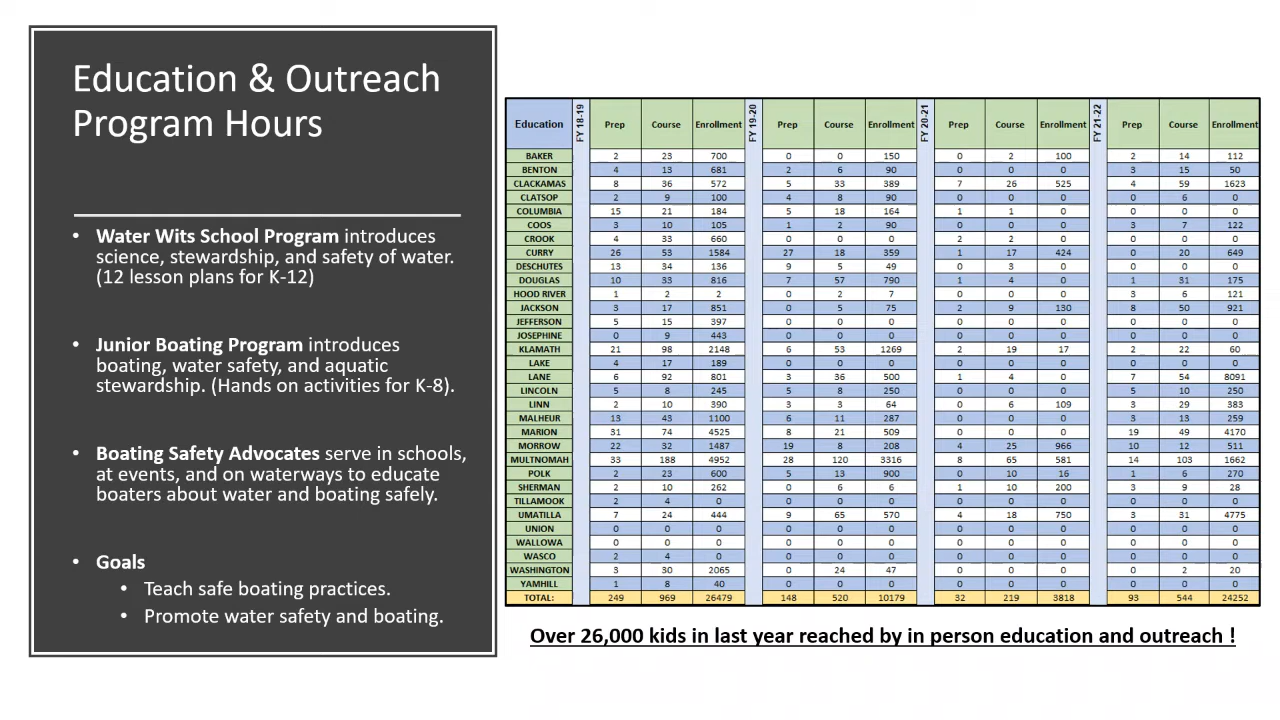 Education & Outreach
Program Hours
• Water Wits School Program introduces
science, stewardship, and safety of water.
(12 lesson plans for K-12)
• Junior Boating Program introduces
boating, water safety, and aquatic
stewardship. (Hands on activities for K-8).
• Boating Safety Advocates serve in schools,
at events, and on waterways to educate
boaters about water and boating safely.
• Goals
• Teach safe boating practices.
• Promote water safety and boating.
Education FY 18-19 Prep Course Enrollment FY 19-20 Prep Course Enrollment FY 20-21 Prep Course Enrollment FY 21-22 Prep Course Enrollment
BAKER 2 23 700 0 0 150 0 2 100 2 14 112
BENTON 4 13 681 2 6 90 0 0 0 3 15 50
CLACKAMAS 8 36 572 5 33 389 7 26 525 4 59 1623
CLATSOP 2 9 100 4 8 90 0 0 0 0 6 0
COLUMBIA 15 21 184 5 18 164 1 1 0 0 0 0
COOS 3 10 105 1 2 90 0 0 0 3 7 122
CROOK 4 33 660 0 0 0 2 2 0 0 0 0
CURRY 26 53 1584 27 18 359 1 17 424 0 20 649
DESCHUTES 13 34 136 9 5 49 0 3 0 0 0 0
DOUGLAS 10 33 816 7 57 790 1 4 0 1 31 175
HOOD RIVER 1 2 2 0 2 7 0 0 0 3 6 121
JACKSON 3 17 851 0 5 75 2 9 130 8 50 921
JEFFERSON 5 15 397 0 0 0 0 0 0 0 0 0
JOSEPHINE 0 9 443 0 0 0 0 0 0 0 0 0
KLAMATH 21 98 2148 6 53 1269 2 19 17 2 22 60
LAKE 4 17 189 0 0 0 0 0 0 0 0 0
LANE 6 92 801 3 36 500 1 4 0 7 54 8091
LINCOLN 5 8 245 5 8 250 0 0 0 5 10 250
LINN 2 10 390 3 3 64 0 6 109 3 29 383
MALHEUR 13 43 1100 6 11 287 0 0 0 3 13 259
MARION 31 74 4525 8 21 509 0 0 0 19 49 4170
MORROW 22 32 1487 19 8 208 4 25 966 10 12 511
MULTNOMAH 33 188 4952 28 120 3316 8 65 581 14 103 1662
POLK 2 23 600 5 13 900 0 10 16 1 6 270
SHERMAN 2 10 262 0 6 6 1 10 200 3 9 28
TILLAMOOK 2 4 0 0 0 0 0 0 0 0 0 0
UMATILLA 7 24 444 9 65 570 4 18 750 3 31 4775
UNION 0 0 0 0 0 0 0 0 0 0 0 0
WALLOWA 0 0 0 0 0 0 0 0 0 0 0 0
WASCO 2 4 0 0 0 0 0 0 0 0 0 0
WASHINGTON 3 30 2065 0 24 47 0 0 0 0 2 20
YAMHILL 1 8 40 0 0 0 0 0 0 0 0 0
TOTAL: 249 969 26479 148 520 10179 32 219 3818 93 544 24252
Over 26,000 kids in last year reached by in person education and outreach !